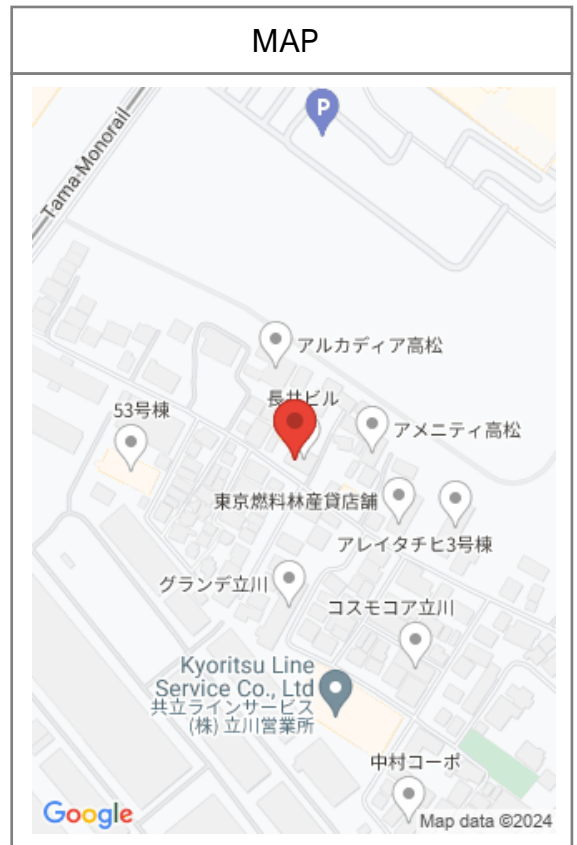 MAP
P
Tama-Monorail
アルカディア高松
長井ビル
53号棟
アメニティ高松
東京燃料林産貸店舗
アレイタチヒ3号棟
グランデ立川
コスモコア立川
Kyoritsu Line
Service Co., Ltd
共立ラインサービス
(株) 立川営業所
中村コーポ
Google
Map data ©2024